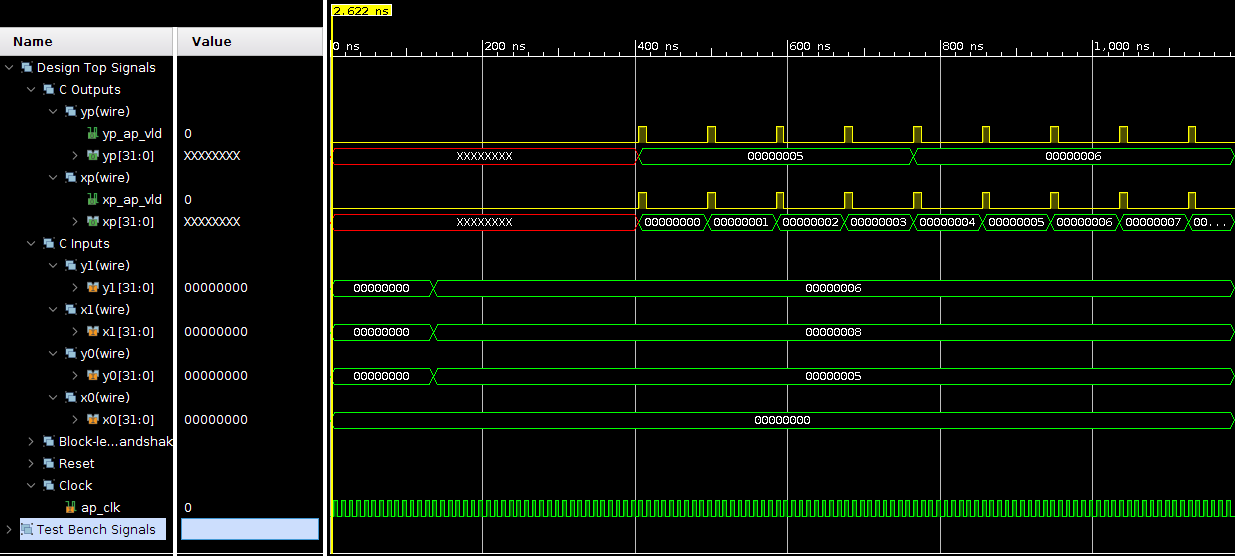 2.622 ns
Name Value
0 ns 200 ns 400 ns 600 ns 800 ns 1,000 ns
Design Top Signals
C Outputs
yp(wire)
yp_ap_vld 0
yp[31:0] XXXXXXXX XXXXXXXX 00000005 00000006
xp(wire)
xp_ap_vld 0
xp[31:0] XXXXXXXX XXXXXXXX 00000000 00000001 00000002 00000003 00000004 00000005 00000006 00000007 00...
C Inputs
y1(wire)
y1[31:0] 00000000 00000000 00000006
x1(wire)
x1[31:0] 00000000 00000000 00000008
y0(wire)
y0[31:0] 00000000 00000000 00000005
x0(wire)
x0[31:0] 00000000 00000000
Block-le...andshak
Reset
Clock
ap_clk 0
Test Bench Signals